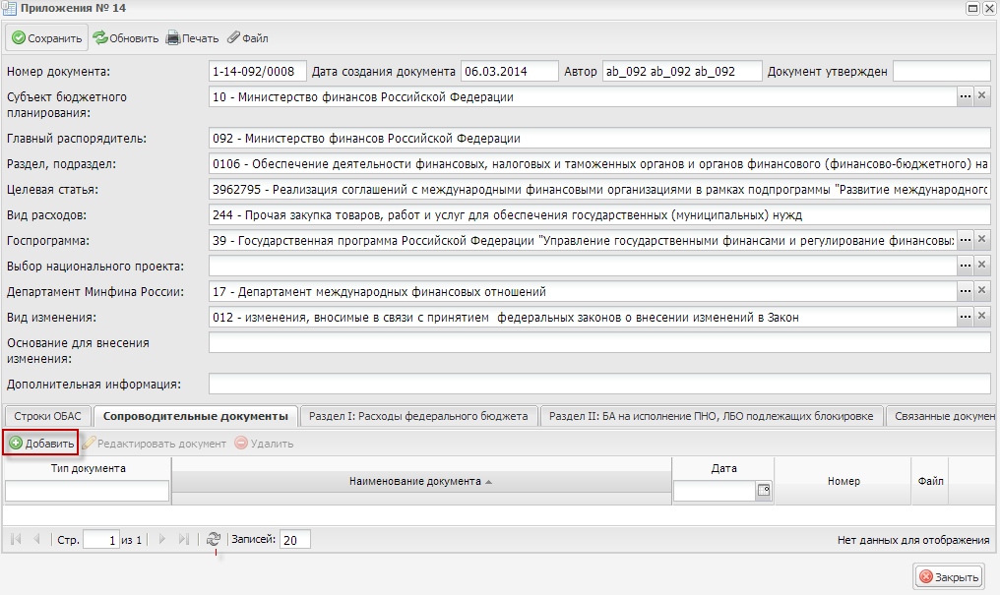 Приложения № 14
Сохранить Обновить Печать Файл
Номер документа: 1-14-092/0008 Дата создания документа 06.03.2014 Автор ab_092 ab_092 ab_092 Документ утвержден
Субъект бюджетного
планирования:
10 - Министерство финансов Российской Федерации
Главный распорядитель: 092 - Министерство финансов Российской Федерации
Раздел, подраздел: 0106 - Обеспечение деятельности финансовых, налоговых и таможенных органов и органов финансового (финансово-бюджетного) на
Целевая статья: 3962795 - Реализация соглашений с международными финансовыми организациями в рамках подпрограммы "Развитие международног
Вид расходов: 244 - Прочая закупка товаров, работ и услуг для обеспечения государственных (муниципальных) нужд
Госпрограмма: 39 - Государственная программа Российской Федерации "Управление государственными финансами и регулирование финансовы
Выбор национального проекта:
Департамент Минфина России: 17 - Департамент международных финансовых отношений
Вид изменения: 012 - изменения, вносимые в связи с принятием федеральных законов о внесении изменений в Закон
Основание для внесения
изменения:
Дополнительная информация:
Строки ОБАС Сопроводительные документы Раздел I: Расходы федерального бюджета Раздел II: БА на исполнение ПНО, ЛБО подлежащих блокировке Связанные докумен
Добавить Редактировать документ Удалить
Тип документа Наименование документа Дата Номер Файл
Стр. 1 из 1 Записей: 20 Нет данных для отображения
Закрыть